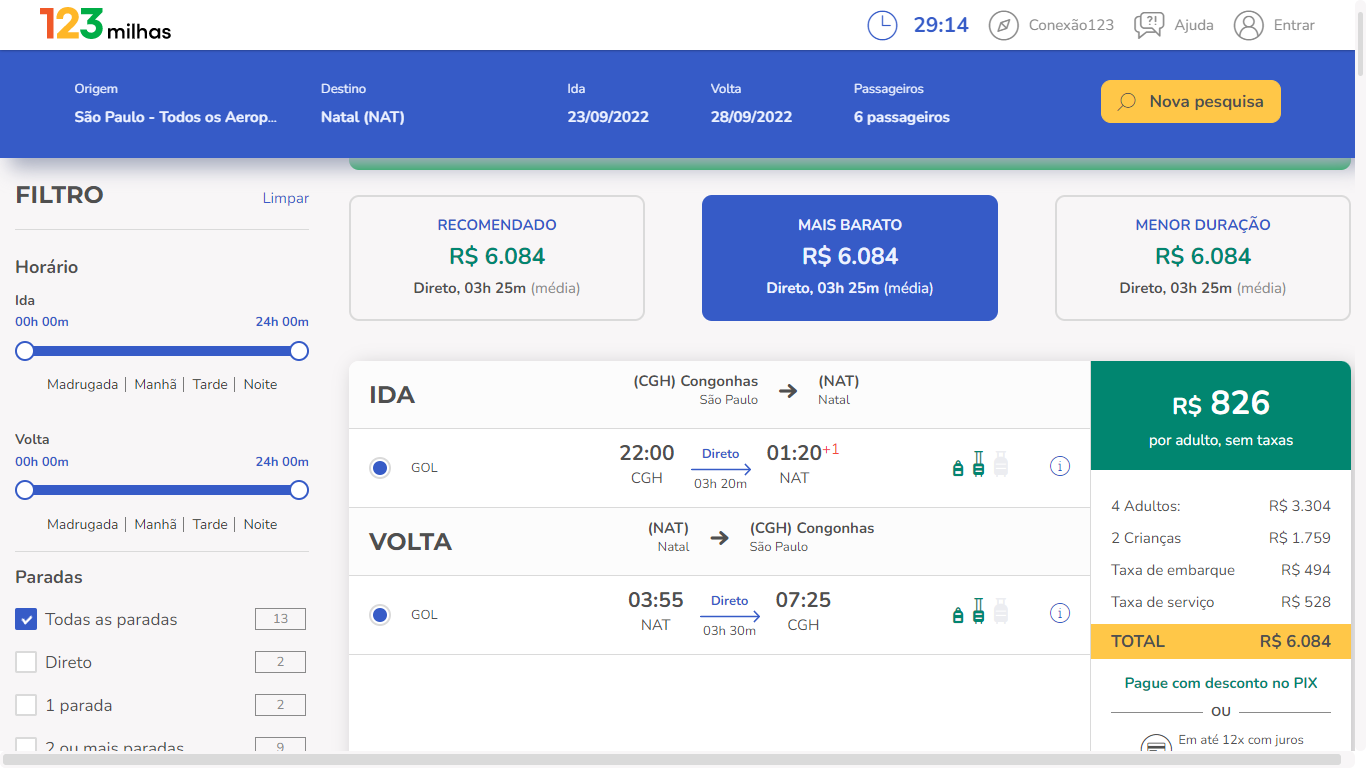 123 milhas
29:14
Conexão123
Ajuda
Entrar
Origem
São Paulo - Todos os Aerop...
Destino
Natal (NAT)
Ida
23/09/2022
Volta
28/09/2022
Passageiros
6 passageiros
Nova pesquisa
FILTRO
Limpar
Horário
Ida
00h 00m 24h 00m
Madrugada | Manhã | Tarde | Noite
Volta
00h 00m 24h 00m
Madrugada | Manhã | Tarde | Noite
Paradas
Todas as paradas 13
Direto 2
1 parada 2
2 ou mais paradas 9
RECOMENDADO
R$ 6.084
Direto, 03h 25m (média)
MAIS BARATO
R$ 6.084
Direto, 03h 25m (média)
MENOR DURAÇÃO
R$ 6.084
Direto, 03h 25m (média)
IDA
(CGH) Congonhas
São Paulo
(NAT)
Natal
GOL
22:00
CGH
Direto
03h 20m
01:20+1
NAT
VOLTA
(NAT)
Natal
(CGH) Congonhas
São Paulo
GOL
03:55
NAT
Direto
03h 30m
07:25
CGH
R$ 826
por adulto, sem taxas
4 Adultos: R$ 3.304
2 Crianças R$ 1.759
Taxa de embarque R$ 494
Taxa de serviço R$ 528
TOTAL R$ 6.084
Pague com desconto no PIX
OU
Em até 12x com juros